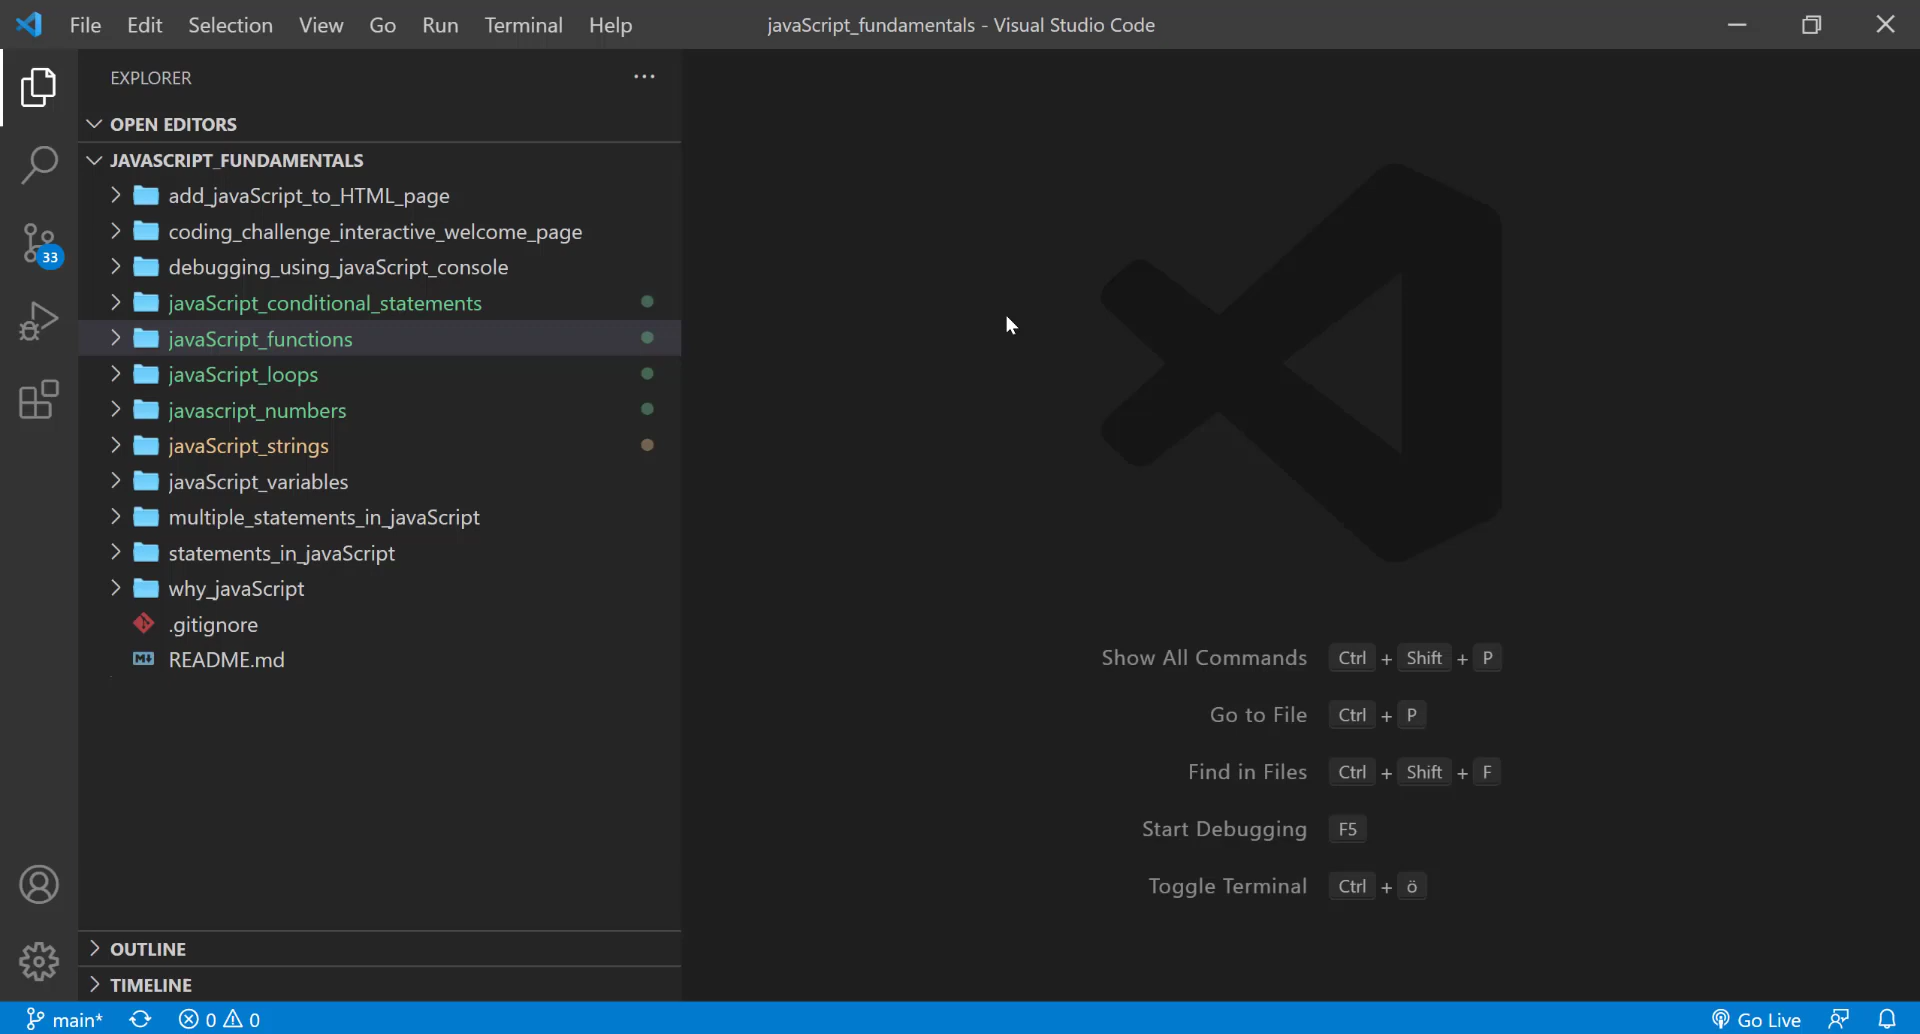 File Edit Selection View Go Run Terminal Help
javaScript_fundamentals - Visual Studio Code
EXPLORER
OPEN EDITORS
JAVASCRIPT_FUNDAMENTALS
add_javaScript_to_HTML_page
coding_challenge_interactive_welcome_page
debugging_using_javaScript_console
javaScript_conditional_statements
javaScript_functions
javaScript_loops
javascript_numbers
javaScript_strings
javaScript_variables
multiple_statements_in_javaScript
statements_in_javaScript
why_javaScript
.gitignore
README.md
33
Show All Commands Ctrl + Shift + P
Go to File Ctrl + P
Find in Files Ctrl + Shift + F
Start Debugging F5
Toggle Terminal Ctrl + ö
OUTLINE
TIMELINE
main* 0 0 Go Live